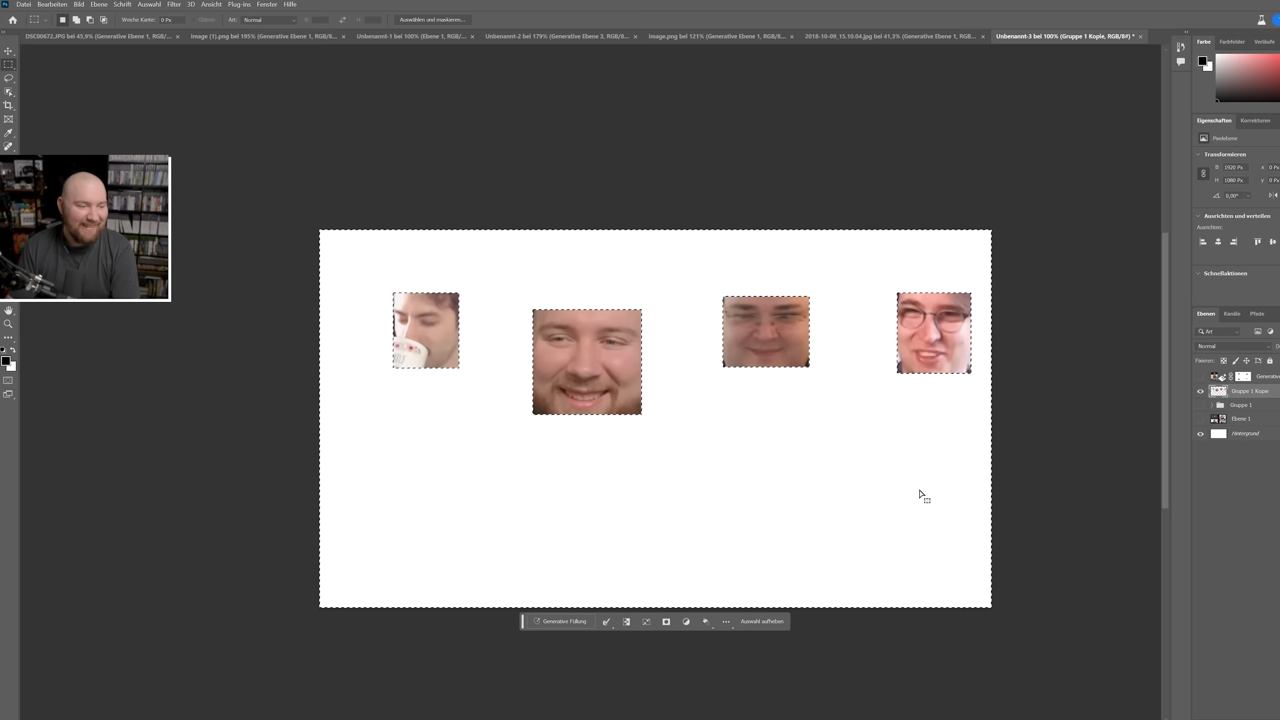 Datei Bearbeiten Bild Ebene Schrift Auswahl Filter 3D Ansicht Plug-ins Fenster Hilfe
Weiche Kante: 0 Px Glätten Art: Normal B: H: Auswählen und maskieren...
DSC00672.JPG bei 45,9% (Generative Ebene 1, RGB/... × Image (1).png bei 195% (Generative Ebene 1, RGB/8... × Unbenannt-1 bei 100% (Ebene 1, RGB/... × Unbenannt-2 bei 179% (Generative Ebene 3, RGB/8... × Image.png bei 121% (Generative Ebene 1, RGB/8... × 2018-10-09_15.10.04.jpg bei 41,3% (Generative Ebene 1, RGB... × Unbenannt-3 bei 100% (Gruppe 1 Kopie, RGB/8#) * ×
Farbe Farbfelder Verläufe
Eigenschaften Korrekturen
Pixelebene
Transformieren
B 1920 Px X 0 Px
H 1080 Px y 0 Px
0,00°
Ausrichten und verteilen
Ausrichten:
Schnellaktionen
Ebenen Kanäle Pfade
Art
Normal
Fixieren:
Generative
Gruppe 1 Kopie
Gruppe 1
Ebene 1
Hintergrund
Generative Füllung Auswahl aufheben